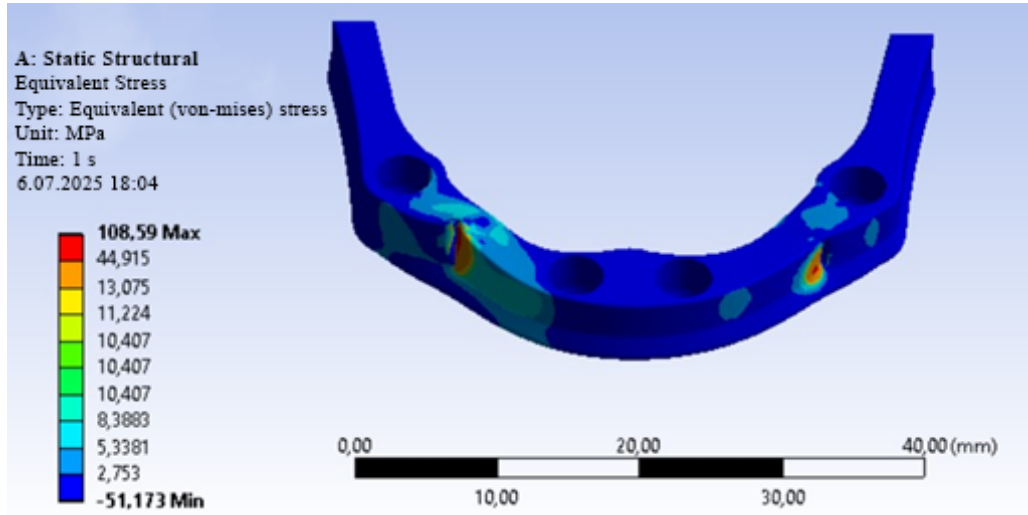 A: Static Structural
Equivalent Stress
Type: Equivalent (von-mises) stress
Unit: MPa
Time: 1 s
6.07.2025 18:04
108,59 Max
44,915
13,075
11,224
10,407
10,407
10,407
8,3883
5,3381
2,753
-51,173 Min
0,00 20,00 40,00 (mm)
10,00 30,00